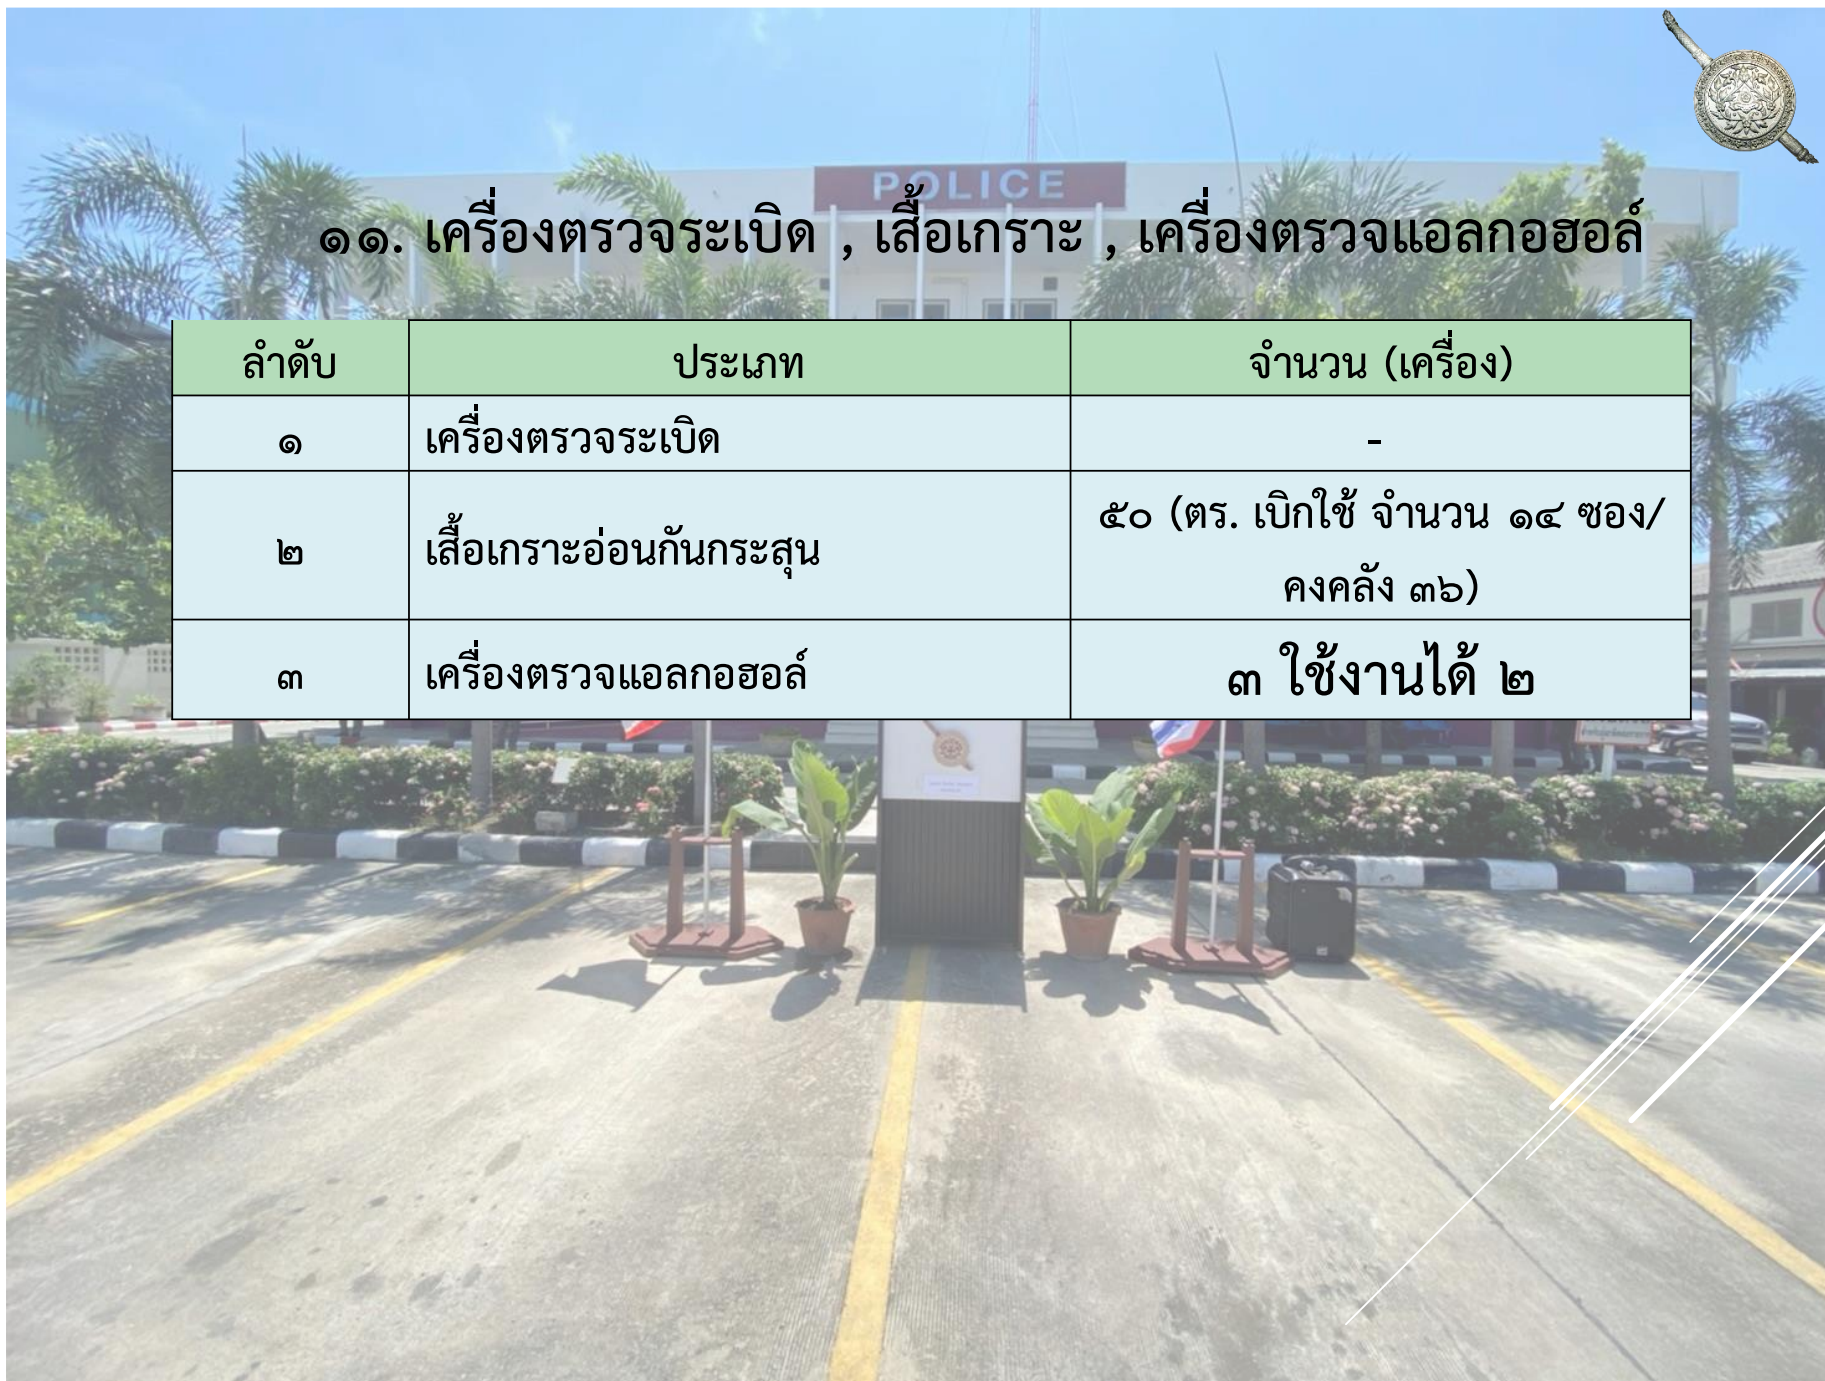 POLICE
๑๑. เครื่องตรวจระเบิด , เสื้อเกราะ , เครื่องตรวจแอลกอฮอล์
ลำดับ ประเภท จำนวน (เครื่อง)
๑ เครื่องตรวจระเบิด -
๒ เสื้อเกราะอ่อนกันกระสุน ๕๐ (ตร. เบิกใช้ จำนวน ๑๔ ซอง/
คงคลัง ๓๖)
๓ เครื่องตรวจแอลกอฮอล์ ๓ ใช้งานได้ ๒